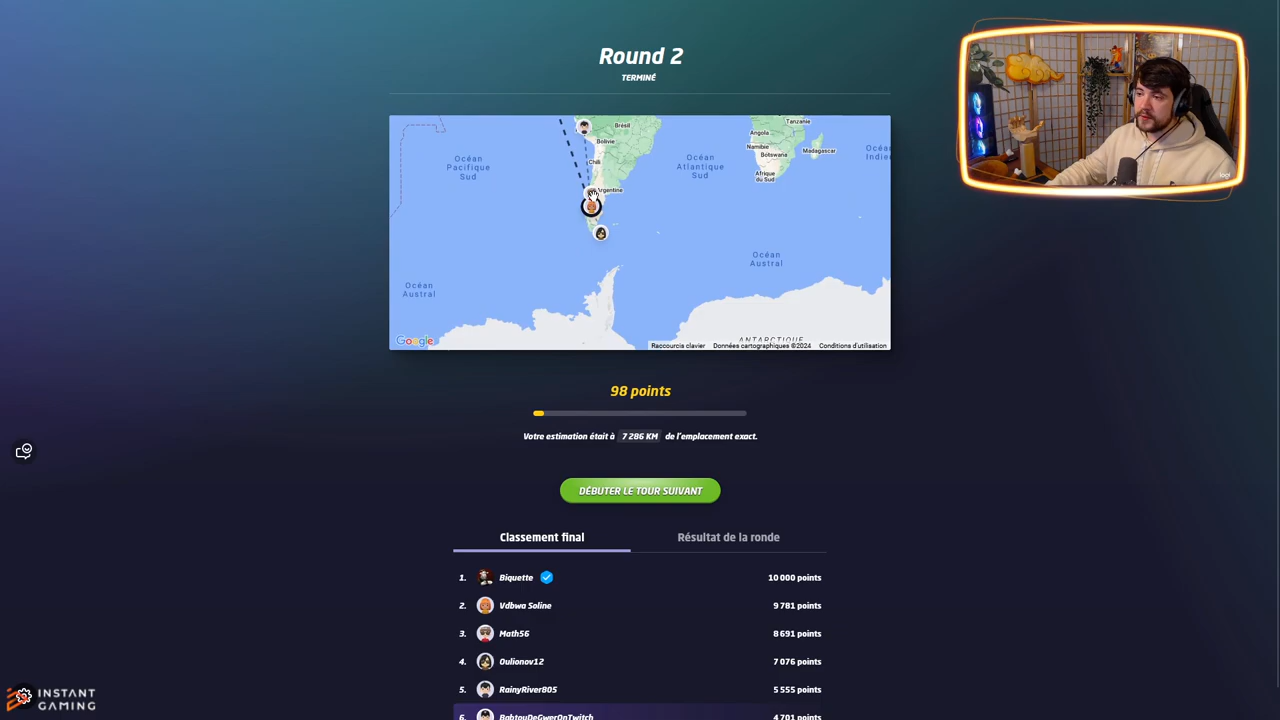 Round 2
TERMINÉ
Brésil
Bolivie
Chili
Argentine
Océan
Pacifique
Sud
Océan
Atlantique
Sud
Tanzanie
Angola
Namibie
Botswana
Madagascar
Afrique
du Sud
Océan
Indie
Océan
Austral
Océan
Austral
ANTARCTIQUE
Google
Raccourcis clavier
Données cartographiques ©2024
Conditions d'utilisation
98 points
Votre estimation était à 7 286 KM de l'emplacement exact.
DÉBUTER LE TOUR SUIVANT
Classement final
Résultat de la ronde
1. Biquette 10 000 points
2. Vdbwa Soline 9 781 points
3. Math56 8 691 points
4. Oulionov12 7 076 points
5. RainyRiver805 5 555 points
6. BabtouDeGwerOnTwitch 4 701 points
INSTANT
GAMING
logi